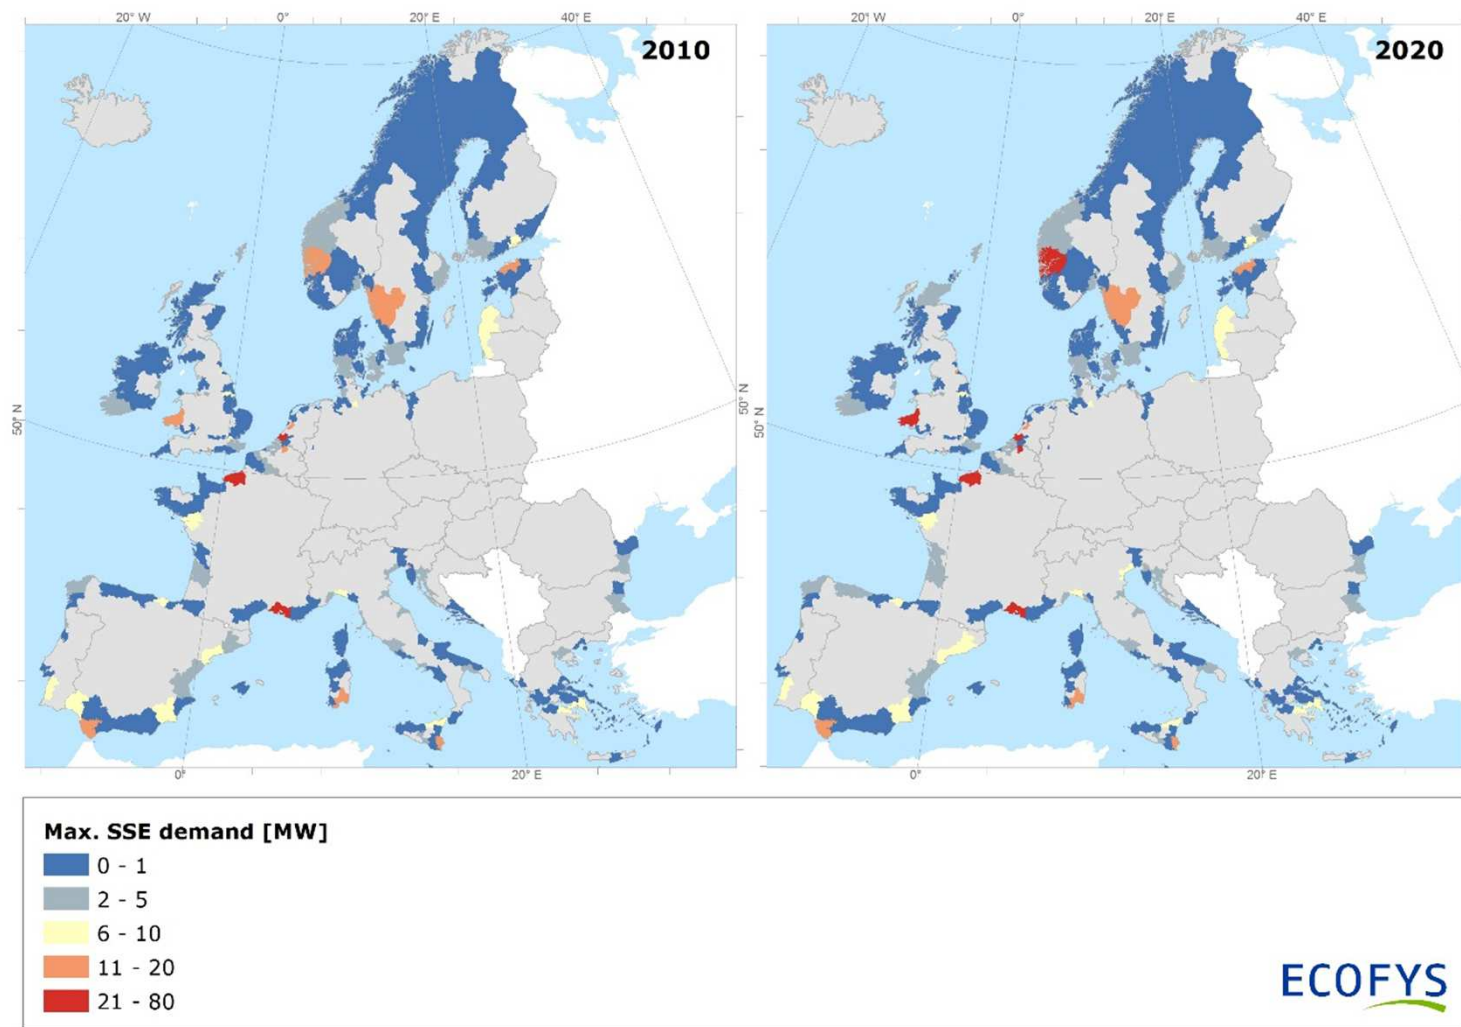 20° W 0° 20° E 40° E
20° W 0° 20° E 40° E
2010
2020
50° N
50° N
50° N
0° 20° E
0° 20° E
Max. SSE demand [MW]
0 - 1
2 - 5
6 - 10
11 - 20
21 - 80
ECOFYS